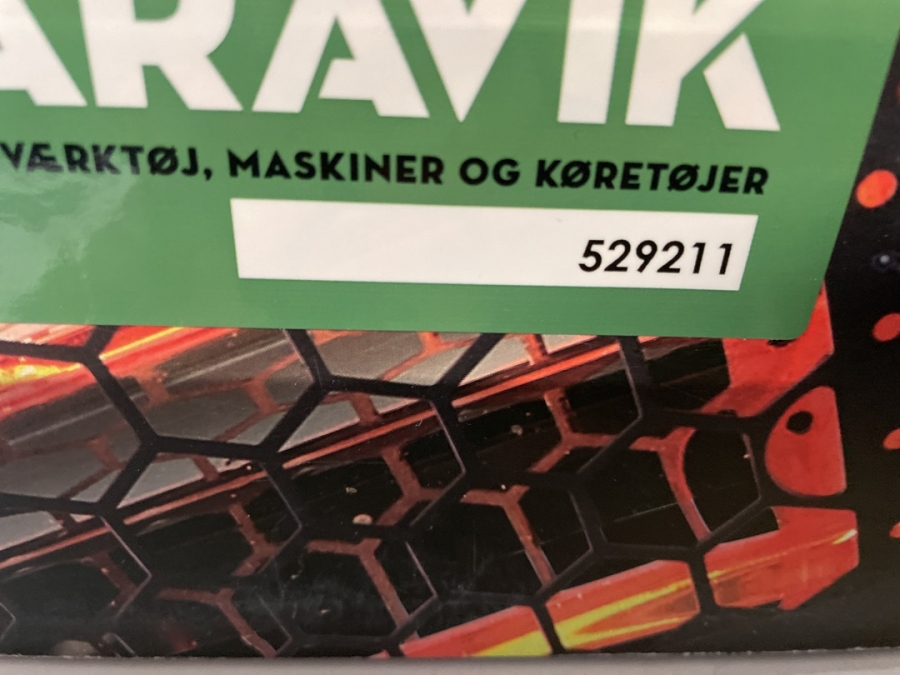 ARAVIK
VÆRKTØJ, MASKINER OG KØRETØJER
529211